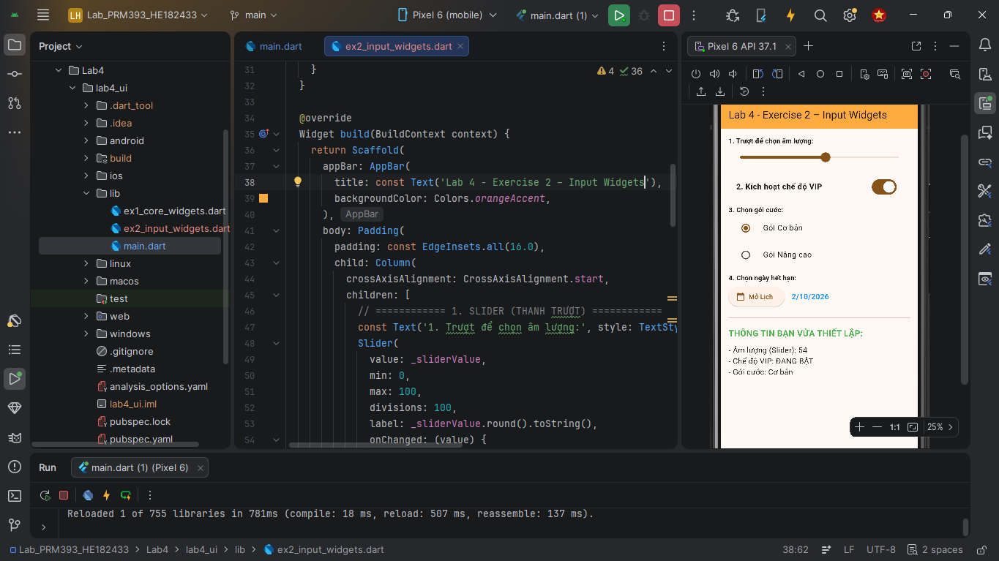 LH Lab_PRM393_HE182433 main Pixel 6 (mobile) main.dart (1)
Project
Lab4
lab4_ui
.dart_tool
.idea
android
build
ios
lib
ex1_core_widgets.dart
ex2_input_widgets.dart
main.dart
linux
macos
test
web
windows
.gitignore
.metadata
analysis_options.yaml
lab4_ui.iml
pubspec.lock
pubspec.yaml
main.dart ex2_input_widgets.dart
4 36
31 }
32 }
33
34 @override
35 Widget build(BuildContext context) {
36 return Scaffold(
37 appBar: AppBar(
38 title: const Text('Lab 4 - Exercise 2 – Input Widgets'),
39 backgroundColor: Colors.orangeAccent,
40 ), AppBar
41 body: Padding(
42 padding: const EdgeInsets.all(16.0),
43 child: Column(
44 crossAxisAlignment: CrossAxisAlignment.start,
45 children: [
46 // ============ 1. SLIDER (THANH TRƯỢT) ============
47 const Text('1. Trượt để chọn âm lượng:', style: TextSty
48 Slider(
49 value: _sliderValue,
50 min: 0,
51 max: 100,
52 divisions: 100,
53 label: _sliderValue.round().toString(),
54 onChanged: (value) {
Pixel 6 API 37.1
Lab 4 - Exercise 2 – Input Widgets
1. Trượt để chọn âm lượng:
2. Kích hoạt chế độ VIP
3. Chọn gói cước:
Gói Cơ bản
Gói Nâng cao
4. Chọn ngày hết hạn:
Mở Lịch 2/10/2026
THÔNG TIN BẠN VỪA THIẾT LẬP:
- Âm lượng (Slider): 54
- Chế độ VIP: ĐANG BẬT
- Gói cước: Cơ bản
1:1 25%
Run main.dart (1) (Pixel 6)
Reloaded 1 of 755 libraries in 781ms (compile: 18 ms, reload: 507 ms, reassemble: 137 ms).
Lab_PRM393_HE182433 > Lab4 > lab4_ui > lib > ex2_input_widgets.dart 38:62 LF UTF-8 2 spaces